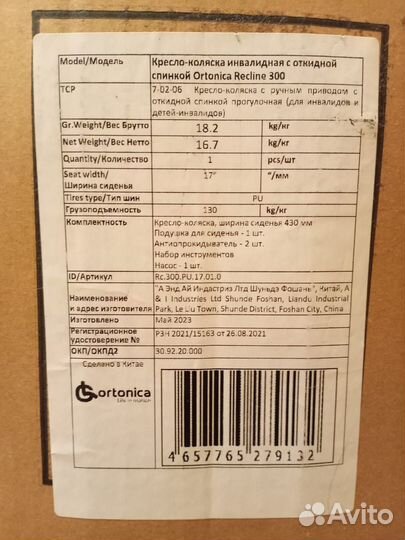 Model/Модель Кресло-коляска инвалидная с откидной
спинкой Ortonica Recline 300
ТСР 7-02-06 Кресло-коляска с ручным приводом с
откидной спинкой прогулочная (для инвалидов и
детей-инвалидов)
Gr.Weight/Вес Брутто 18.2 kg/кг
Net Weight/Вес Нетто 16.7 kg/кг
Quantity/Количество 1 pcs/шт
Seat width/ 17" "/мм
Ширина сиденья
Tires type/Тип шин PU
Грузоподъемность 130 kg/кг
Комплектность Кресло-коляска, ширина сиденья 430 мм
Подушка для сиденья - 1 шт.
Антиопрокидыватель - 2 шт.
Набор инструментов
Насос - 1 шт.
ID/Артикул Rc.300.PU.17.01.0
Наименование и адрес изготовителя "А Энд Ай Индастриз Лтд Шуньдэ Фошань", Китай, A
& I Industries Ltd Shunde Foshan, Liandu Industrial
Park, Le Liu Town, Shunde District, Foshan City, China
Изготовлено Май 2023
Регистрационное РЗН 2021/15163 от 26.08.2021
удостоверение №
ОКП/ОКПД2 30.92.20.000
Сделано в Китае
ortonica
Life in motion
4 657765 279132
Avito